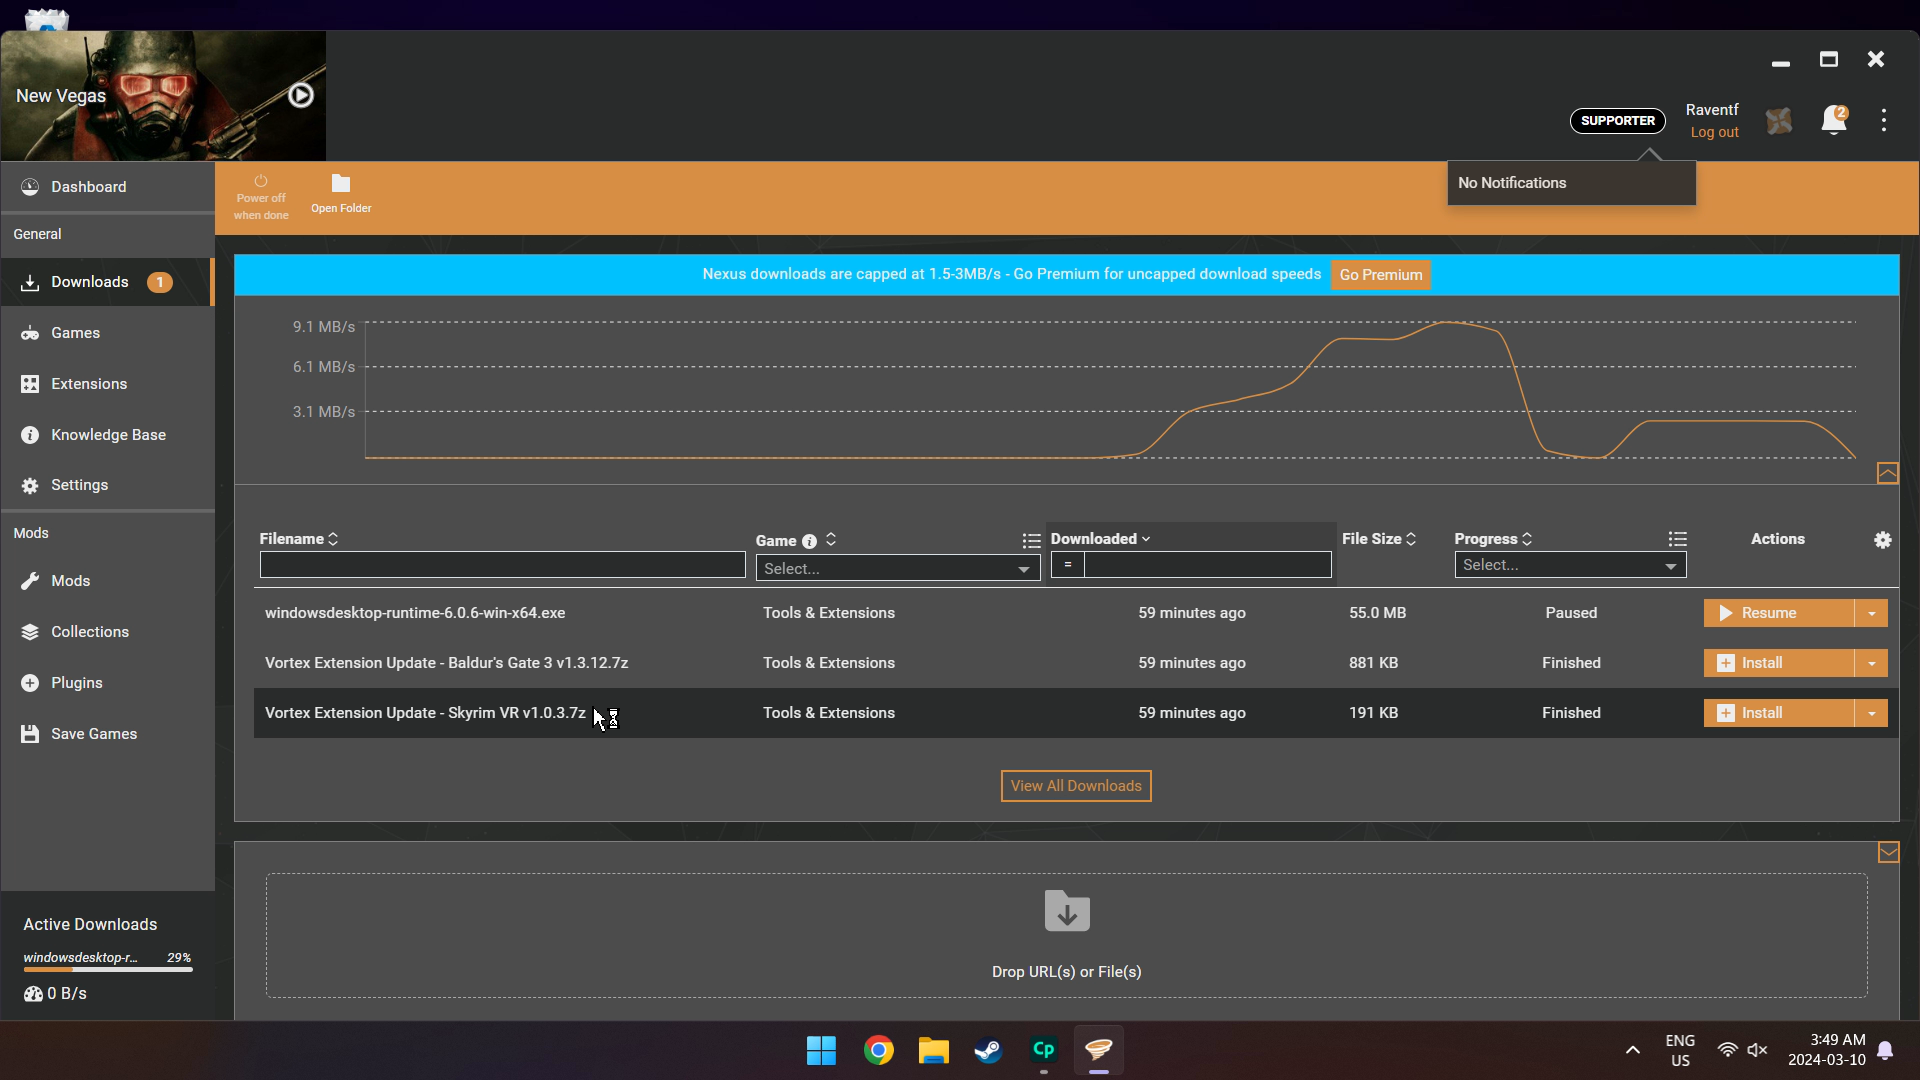 New Vegas
SUPPORTER
Raventf
Log out
2
No Notifications
Dashboard
General
Downloads 1
Games
Extensions
Knowledge Base
Settings
Mods
Mods
Collections
Plugins
Save Games
Active Downloads
windowsdesktop-r... 29%
0 B/s
Power off
when done
Open Folder
Nexus downloads are capped at 1.5-3MB/s - Go Premium for uncapped download speeds Go Premium
9.1 MB/s
6.1 MB/s
3.1 MB/s
Filename Game Downloaded File Size Progress Actions
Select... = Select...
windowsdesktop-runtime-6.0.6-win-x64.exe Tools & Extensions 59 minutes ago 55.0 MB Paused Resume
Vortex Extension Update - Baldur's Gate 3 v1.3.12.7z Tools & Extensions 59 minutes ago 881 KB Finished Install
Vortex Extension Update - Skyrim VR v1.0.3.7z Tools & Extensions 59 minutes ago 191 KB Finished Install
View All Downloads
Drop URL(s) or File(s)
Cp
ENG
US
3:49 AM
2024-03-10